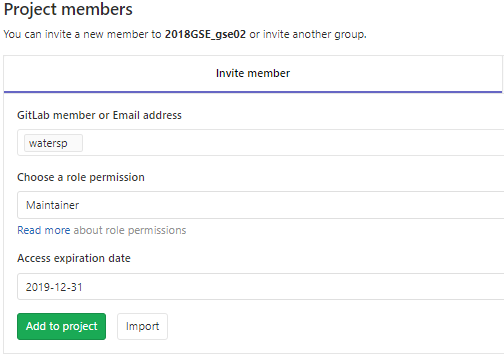 Project members
You can invite a new member to 2018GSE_gse02 or invite another group.
Invite member
GitLab member or Email address
watersp
Choose a role permission
Maintainer
Read more about role permissions
Access expiration date
2019-12-31
Add to project
Import